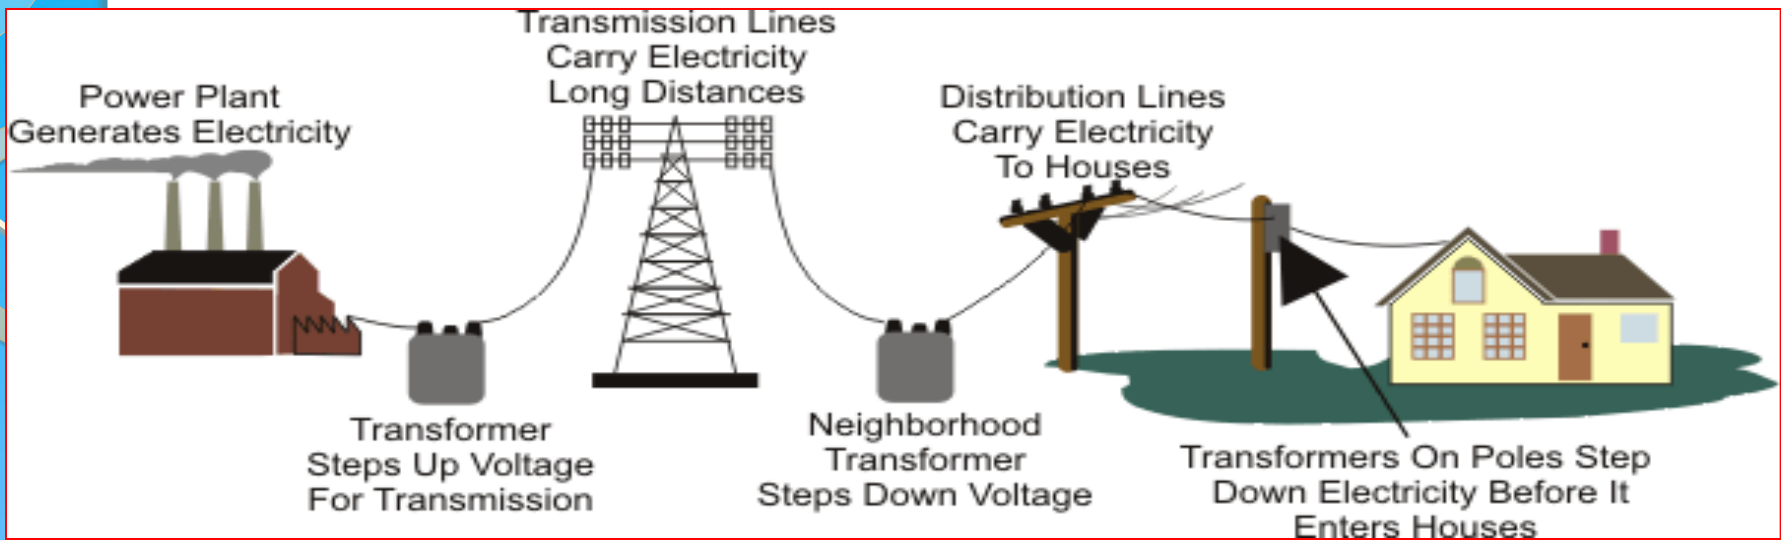 Power Plant
Generates Electricity
Transformer
Steps Up Voltage
For Transmission
Transmission Lines
Carry Electricity
Long Distances
Neighborhood
Transformer
Steps Down Voltage
Distribution Lines
Carry Electricity
To Houses
Transformers On Poles Step
Down Electricity Before It
Enters Houses